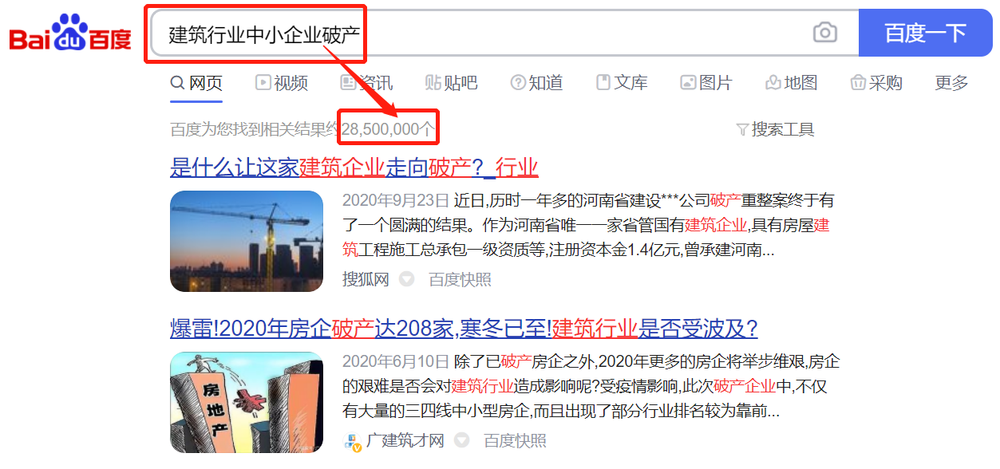 Bai du 百度
建筑行业中小企业破产
百度一下
网页 视频 资讯 贴吧 知道 文库 图片 地图 采购 更多
百度为您找到相关结果约28,500,000个
搜索工具
是什么让这家建筑企业走向破产?_行业
2020年9月23日 近日,历时一年多的河南省建设***公司破产重整案终于有
了一个圆满的结果。作为河南省唯一一家省管国有建筑企业,具有房屋建
筑工程施工总承包一级资质等,注册资本金1.4亿元,曾承建河南...
搜狐网 百度快照
爆雷!2020年房企破产达208家,寒冬已至!建筑行业是否受波及?
房地产
2020年6月10日 除了已破产房企之外,2020年更多的房企将举步维艰,房企
的艰难是否会对建筑行业造成影响呢?受疫情影响,此次破产企业中,不仅
有大量的三四线中小型房企,而且出现了部分行业排名较为靠前...
广建筑才网 百度快照